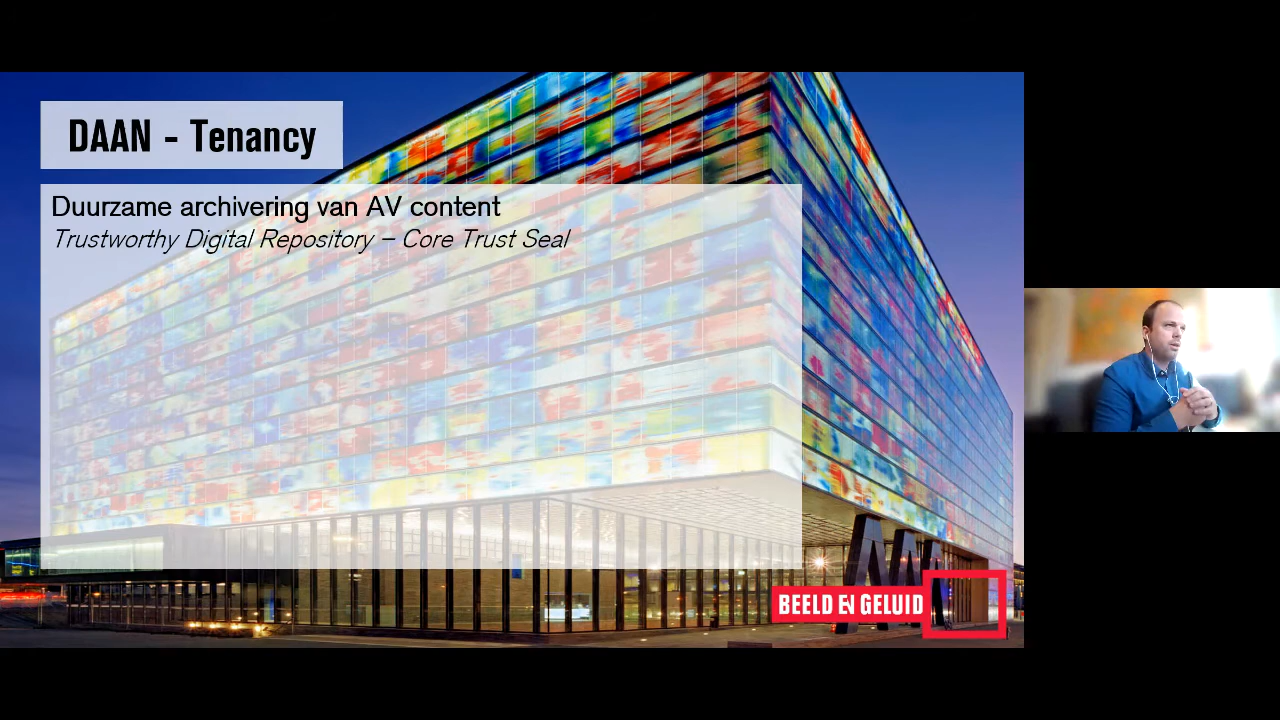 DAAN - Tenancy
Duurzame archivering van AV content
Trustworthy Digital Repository – Core Trust Seal
BEELD EN GELUID